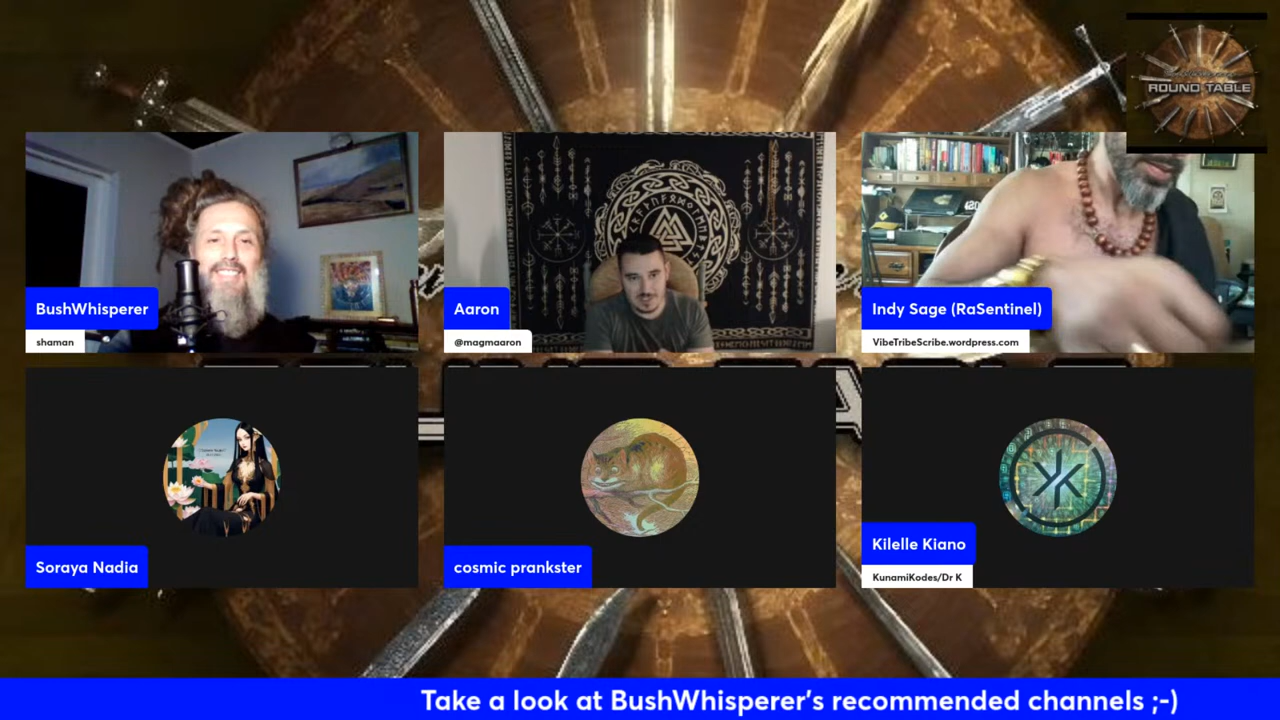 ROUND TABLE
BushWhisperer
shaman
Aaron
@magmaaron
Indy Sage (RaSentinel)
VibeTribeScribe.wordpress.com
420
Soraya Nadia
cosmic prankster
Kilelle Kiano
KunamiKodes/Dr K
Take a look at BushWhisperer's recommended channels ;-)